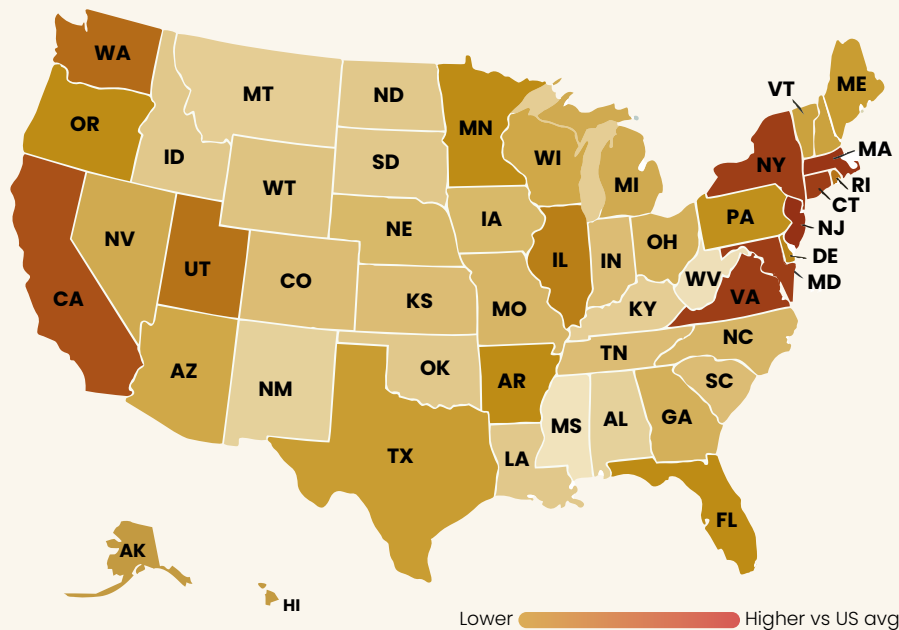 WA
OR
CA
NV
ID
MT
WT
UT
CO
AZ
NM
ND
SD
NE
KS
OK
TX
MN
IA
MO
AR
LA
WI
IL
MI
IN
OH
KY
TN
MS
AL
GA
FL
SC
NC
VA
WV
PA
NY
VT
ME
MA
RI
CT
NJ
DE
MD
AK
HI
Lower
Higher vs US avg